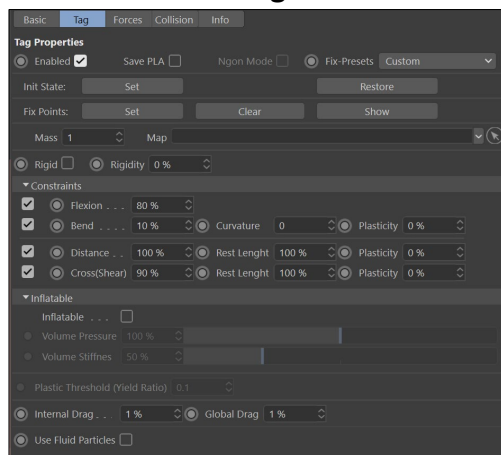 Basic Tag Forces Collision Info
Tag Properties
Enabled Save PLA Ngon Mode Fix-Presets Custom
Init State: Set Restore
Fix Points: Set Clear Show
Mass 1 Map
Rigid Rigidity 0 %
Constraints
Flexion . . . 80 %
Bend . . . . 10 % Curvature 0 Plasticity 0 %
Distance . . 100 % Rest Lenght 100 % Plasticity 0 %
Cross(Shear) 90 % Rest Lenght 100 % Plasticity 0 %
Inflatable
Inflatable . . .
Volume Pressure 100 %
Volume Stiffnes 50 %
Plastic Threshold (Yield Ratio) 0.1
Internal Drag . . 1 % Global Drag 1 %
Use Fluid Particles